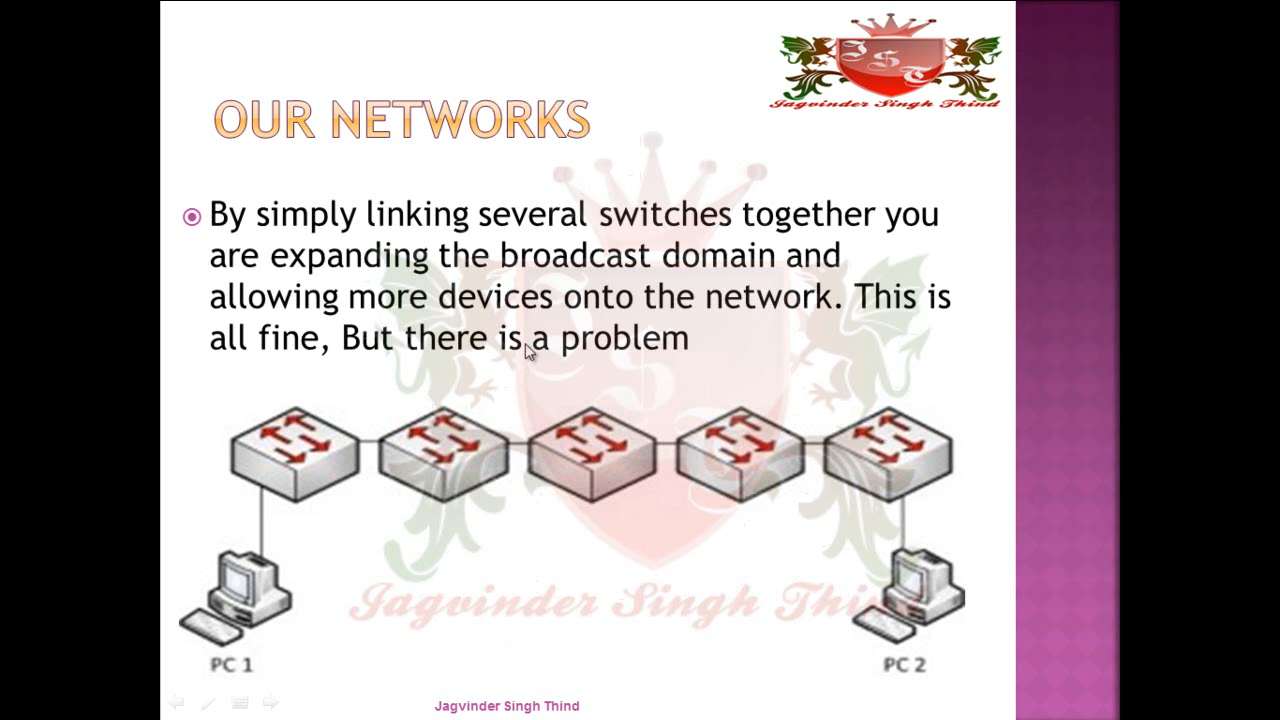 JST
Jagvinder Singh Thind
OUR NETWORKS
By simply linking several switches together you
are expanding the broadcast domain and
allowing more devices onto the network. This is
all fine, But there is a problem
Jagvinder Singh Thind
PC 1
PC 2
Jagvinder Singh Thind